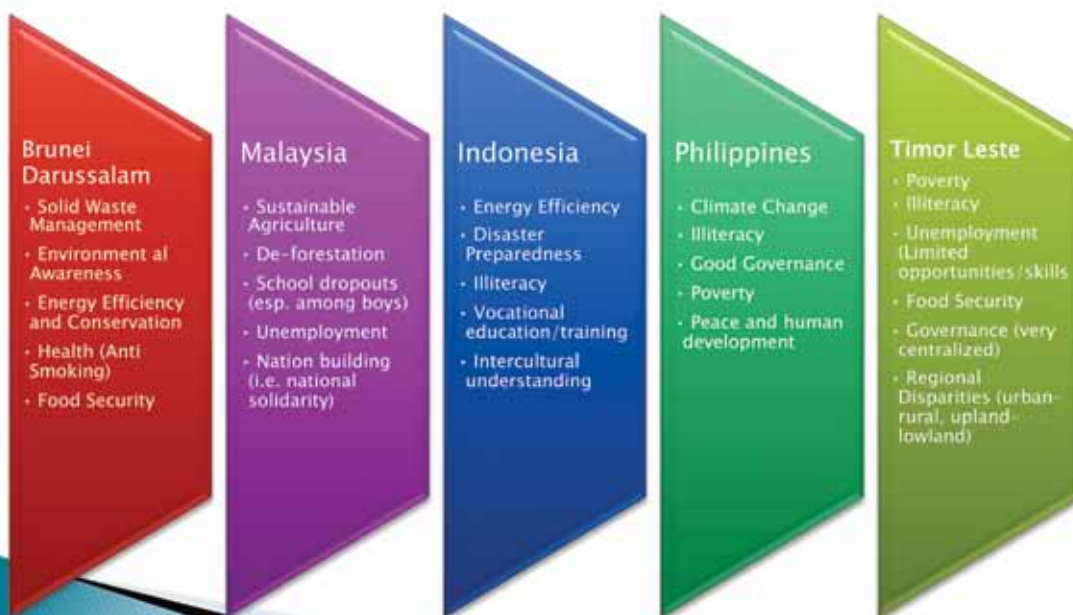 Brunei
Darussalam
• Solid Waste
Management
• Environment al
Awareness
• Energy Efficiency
and Conservation
• Health (Anti
Smoking)
• Food Security
Malaysia
• Sustainable
Agriculture
• De-forestation
• School dropouts
(esp. among boys)
• Unemployment
• Nation building
(i.e. national
solidarity)
Indonesia
• Energy Efficiency
• Disaster
Preparedness
• Illiteracy
• Vocational
education/training
• Intercultural
understanding
Philippines
• Climate Change
• Illiteracy
• Good Governance
• Poverty
• Peace and human
development
Timor Leste
• Poverty
• Illiteracy
• Unemployment
(Limited
opportunities/skills
• Food Security
• Governance (very
centralized)
• Regional
Disparities (urban-
rural, upland-
lowland)